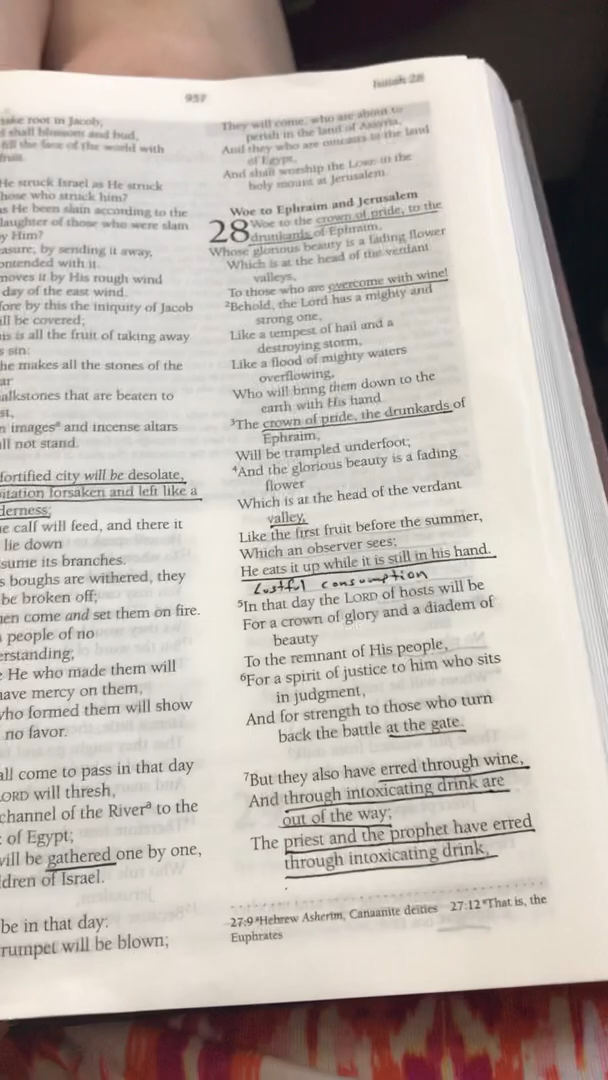 937
Isaiah 28
take root in Jacob,
shall blossom and bud,
fill the face of the world with
fruit.
He struck Israel as He struck
hose who struck him?
as He been slain according to the
laughter of those who were slam
y Him?
easure, by sending it away,
ontended with it.
moves it by His rough wind
day of the east wind.
fore by this the iniquity of Jacob
ill be covered;
his is all the fruit of taking away
s sin:
he makes all the stones of the
ar
alkstones that are beaten to
st,
n imagesᵃ and incense altars
ll not stand.
fortified city will be desolate,
bitation forsaken and left like a
derness;
e calf will feed, and there it
lie down
sume its branches.
s boughs are withered, they
be broken off;
en come and set them on fire.
people of no
erstanding;
He who made them will
ave mercy on them,
ho formed them will show
no favor.
all come to pass in that day
LORD will thresh,
channel of the Riverᵃ to the
of Egypt;
will be gathered one by one,
ldren of Israel.
be in that day:
rumpet will be blown;
They will come, who are about to
perish in the land of Assyria,
And they who are outcasts in the land
of Egypt,
And shall worship the LORD in the
holy mount at Jerusalem.
Woe to Ephraim and Jerusalem
28 Woe to the crown of pride, to the
drunkards of Ephraim,
Whose glorious beauty is a fading flower
Which is at the head of the verdant
valleys,
To those who are overcome with wine!
²Behold, the Lord has a mighty and
strong one,
Like a tempest of hail and a
destroying storm,
Like a flood of mighty waters
overflowing,
Who will bring them down to the
earth with His hand.
³The crown of pride, the drunkards of
Ephraim,
Will be trampled underfoot;
⁴And the glorious beauty is a fading
flower
Which is at the head of the verdant
valley,
Like the first fruit before the summer,
Which an observer sees;
He eats it up while it is still in his hand.
Lustful consumption
⁵In that day the LORD of hosts will be
For a crown of glory and a diadem of
beauty
To the remnant of His people,
⁶For a spirit of justice to him who sits
in judgment,
And for strength to those who turn
back the battle at the gate.
⁷But they also have erred through wine,
And through intoxicating drink are
out of the way;
The priest and the prophet have erred
through intoxicating drink,
27:9 ᵃHebrew Asherim, Canaanite deities 27:12 ᵃThat is, the
Euphrates